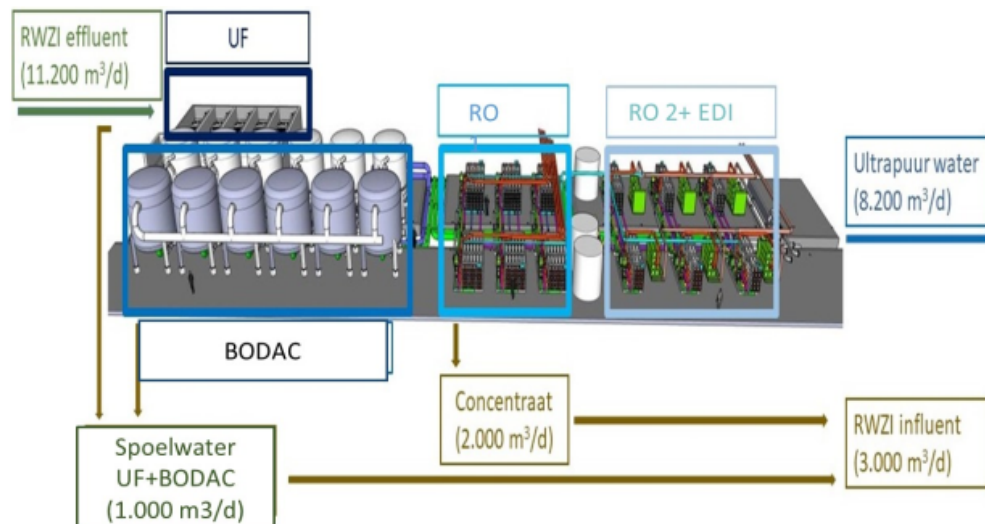 RWZI effluent
(11.200 m³/d)
UF
RO
RO 2+ EDI
Ultrapuur water
(8.200 m³/d)
BODAC
Concentraat
(2.000 m³/d)
RWZI influent
(3.000 m³/d)
Spoelwater
UF+BODAC
(1.000 m3/d)